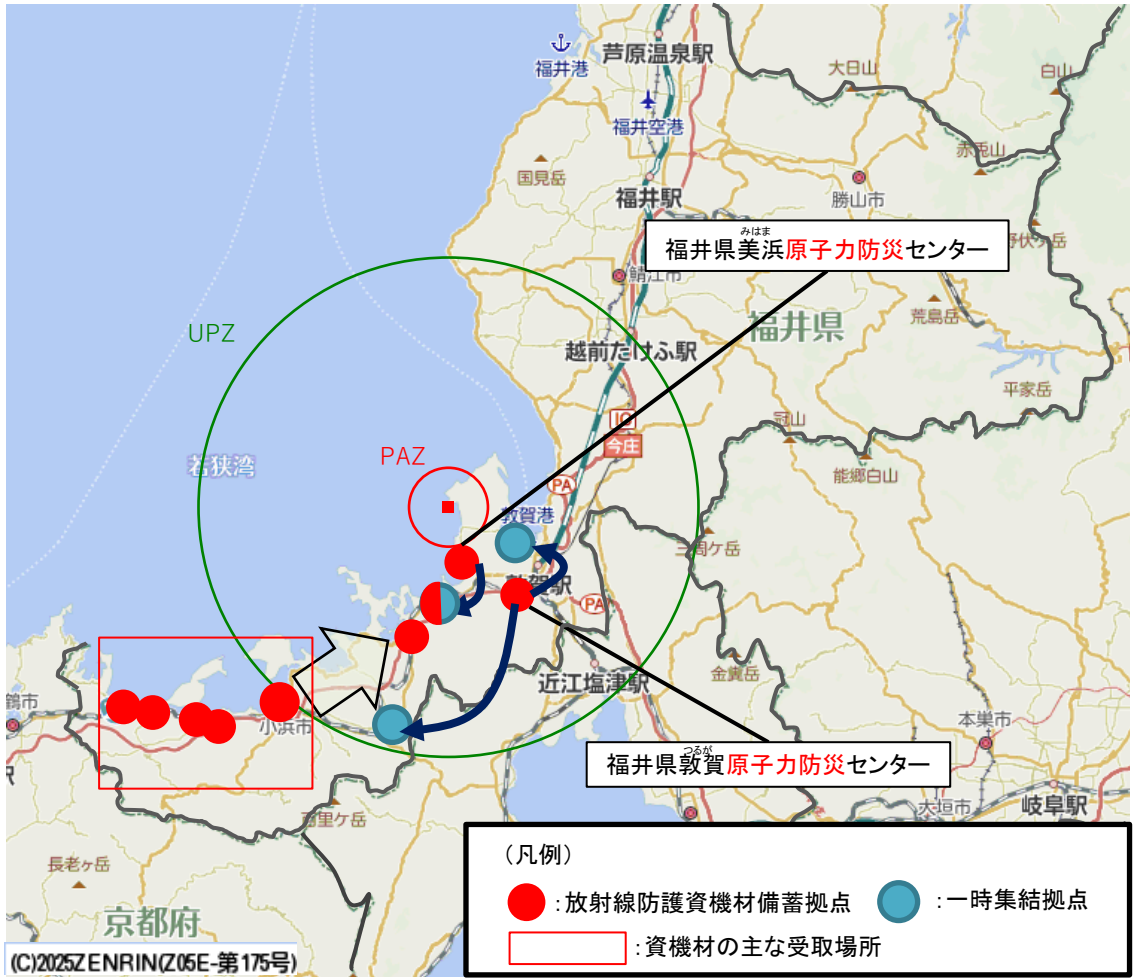 芦原温泉駅
福井港
大日山
白山
福井空港
赤兎山
国見岳
福井駅
勝山市
みはま
福井県美浜原子力防災センター
野伏ヶ岳
鯖江市
荒島岳
UPZ
福井県
越前たけふ駅
平家岳
冠山
IC
今庄
PAZ
若狭湾
能郷白山
PA
敦賀港
三周ケ岳
敦賀駅
PA
金糞岳
近江塩津駅
鶴市
小浜市
本巣市
駅
つるが
福井県敦賀原子力防災センター
大垣市
岐阜駅
百里ケ岳
長老ヶ岳
京都府
(凡例)
:放射線防護資機材備蓄拠点
:一時集結拠点
:資機材の主な受取場所
(C)2025ZENRIN(Z05E-第175号)